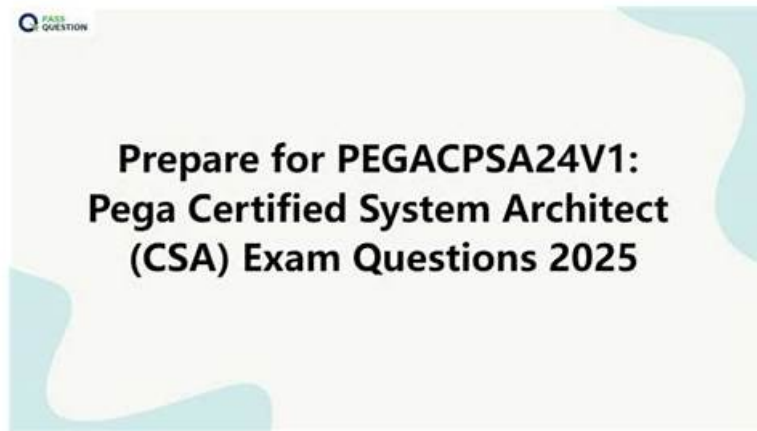 PASS
QUESTION
Prepare for PEGACPSA24V1:
Pega Certified System Architect
(CSA) Exam Questions 2025